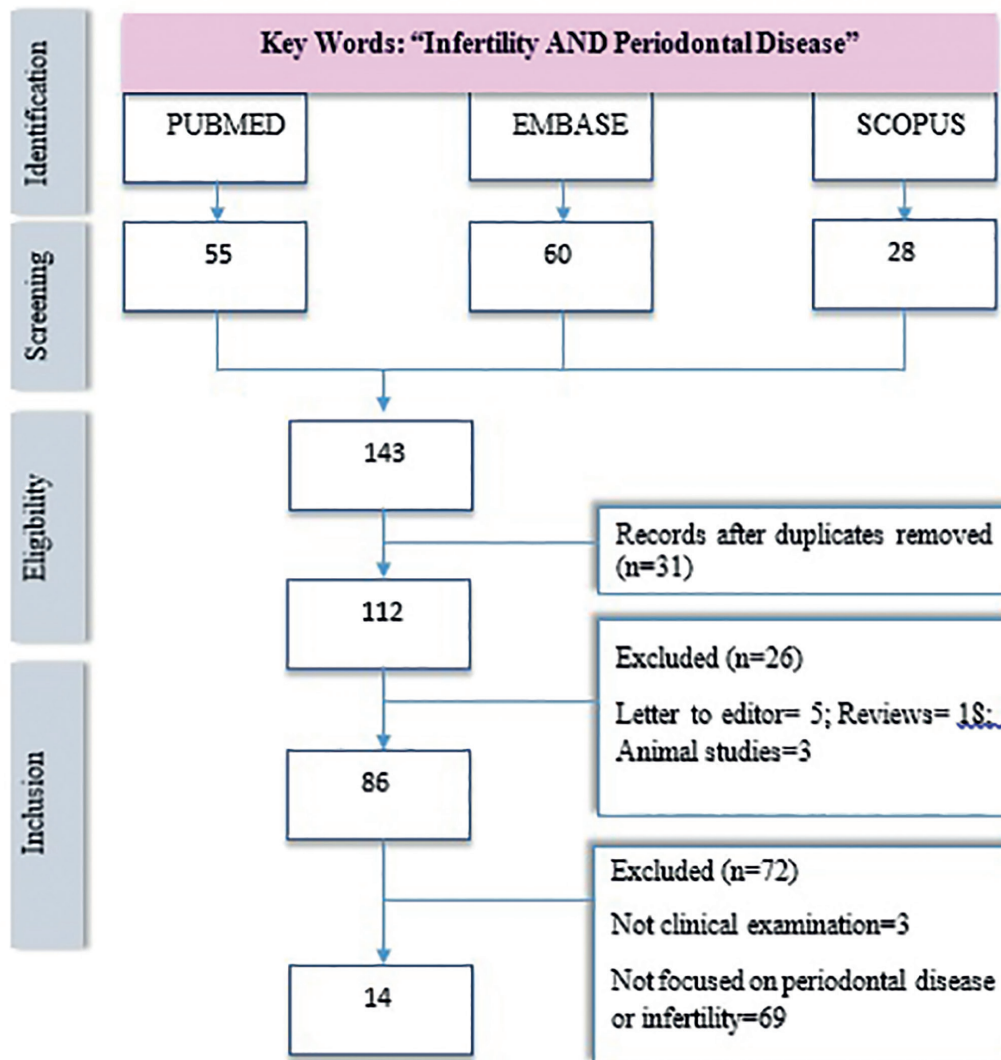 Key Words: “Infertility AND Periodontal Disease”
Identification
PUBMED
EMBASE
SCOPUS
Screening
55
60
28
Eligibility
143
Records after duplicates removed
(n=31)
112
Inclusion
Excluded (n=26)
Letter to editor= 5; Reviews= 18;
Animal studies=3
86
Excluded (n=72)
Not clinical examination=3
Not focused on periodontal disease
or infertility=69
14